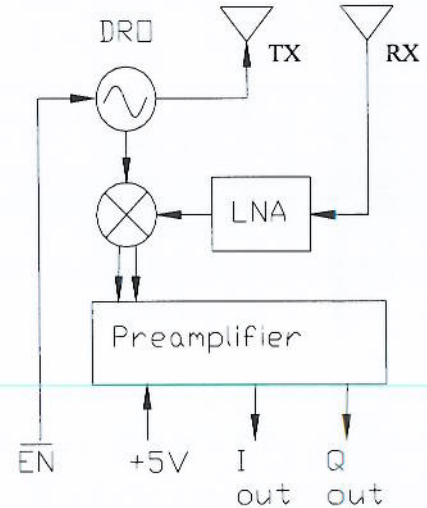 DRO
TX
RX
LNA
Preamplifier
EN
+5V
I
out
Q
out